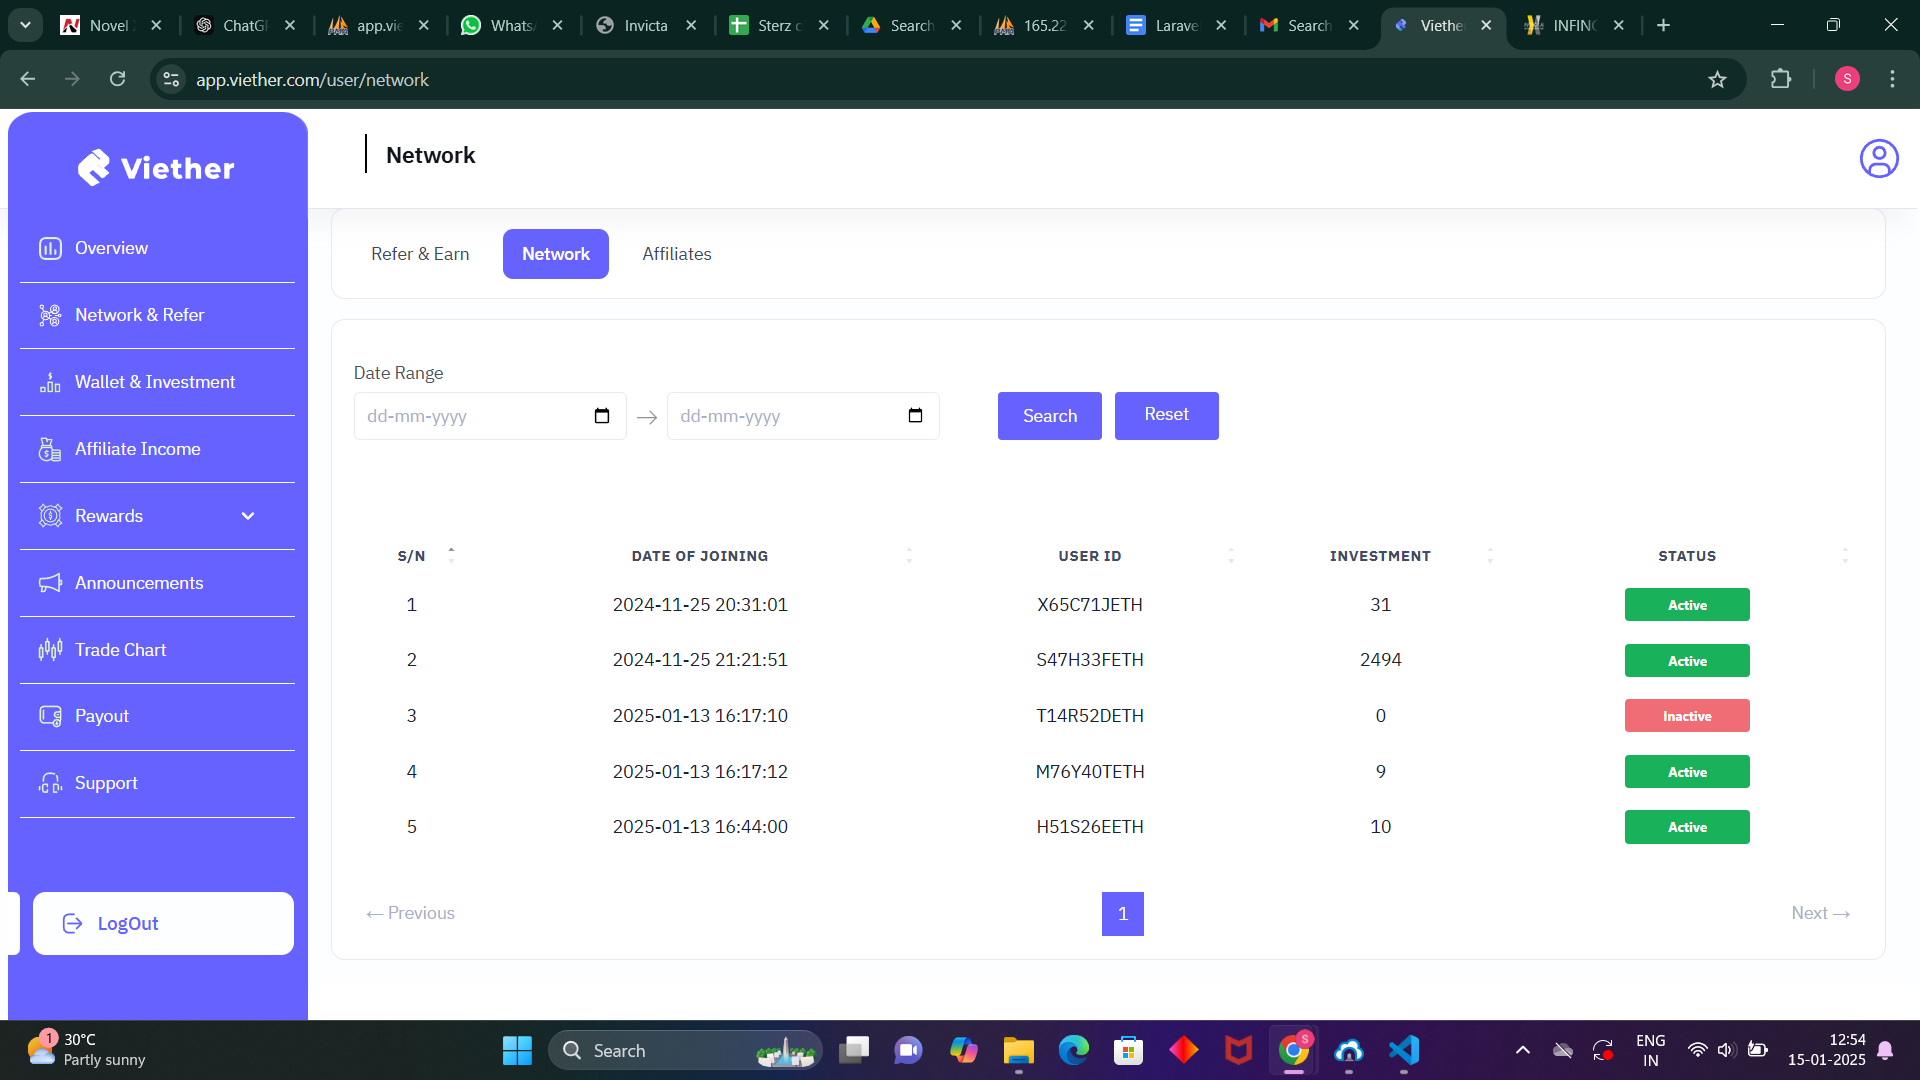 Novel
ChatGP
app.vie
Whats
Invicta
Sterz c
Search
165.22
Larave
Search
Viethe
INFINO
app.viether.com/user/network
S
Viether
Overview
Network & Refer
Wallet & Investment
Affiliate Income
Rewards
Announcements
Trade Chart
Payout
Support
LogOut
Network
Refer & Earn
Network
Affiliates
Date Range
dd-mm-yyyy → dd-mm-yyyy
Search
Reset
S/N DATE OF JOINING USER ID INVESTMENT STATUS
1 2024-11-25 20:31:01 X65C71JETH 31 Active
2 2024-11-25 21:21:51 S47H33FETH 2494 Active
3 2025-01-13 16:17:10 T14R52DETH 0 Inactive
4 2025-01-13 16:17:12 M76Y40TETH 9 Active
5 2025-01-13 16:44:00 H51S26EETH 10 Active
← Previous 1 Next →
1
30°C
Partly sunny
Search
S
ENG
IN
12:54
15-01-2025